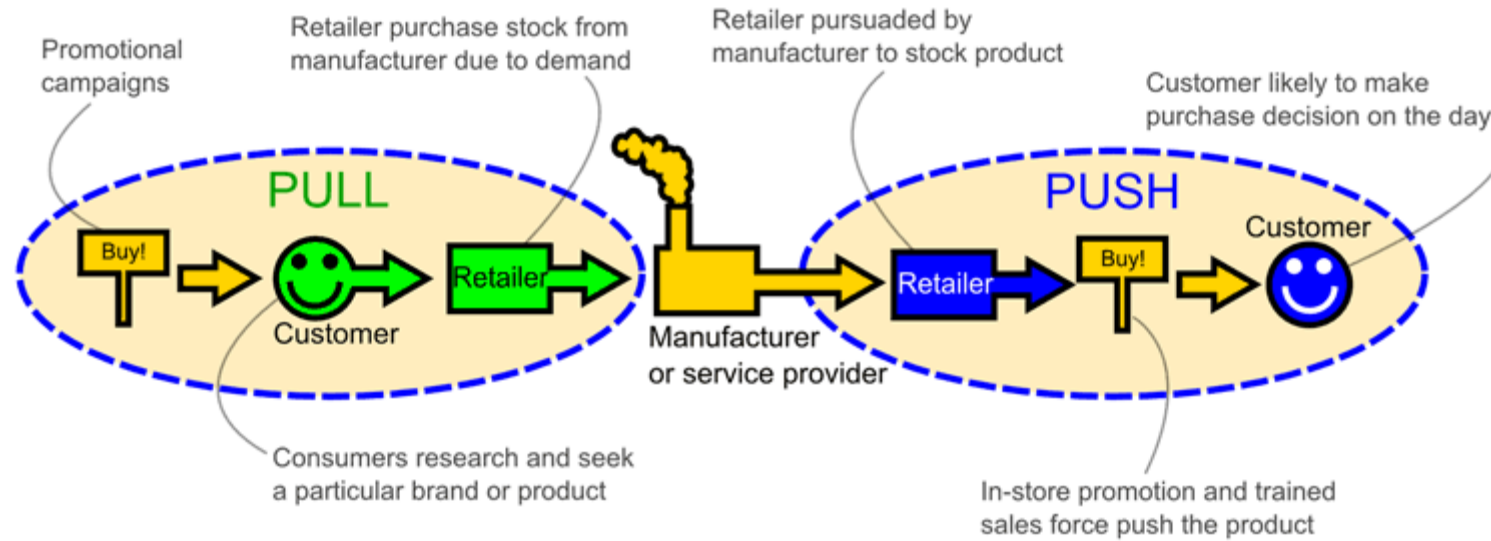 Promotional
campaigns
Retailer purchase stock from
manufacturer due to demand
Retailer pursuaded by
manufacturer to stock product
Customer likely to make
purchase decision on the day
PULL
PUSH
Buy!
Customer
Retailer
Manufacturer
or service provider
Retailer
Buy!
Customer
Consumers research and seek
a particular brand or product
In-store promotion and trained
sales force push the product